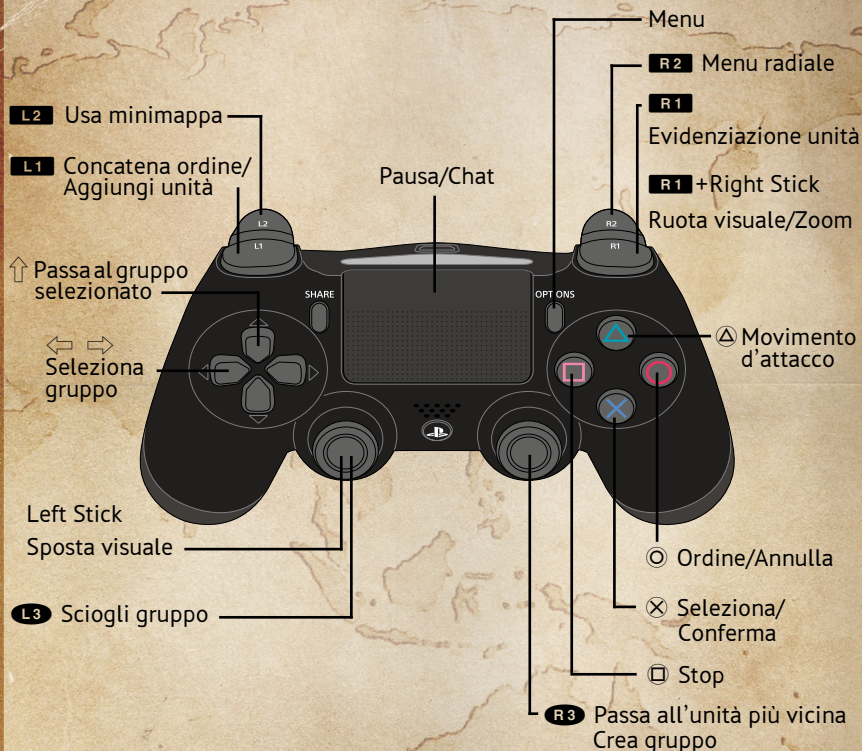 Menu
R2 Menu radiale
R1
Evidenziazione unità
R1 +Right Stick
Ruota visuale/Zoom
L2 Usa minimappa
L1 Concatena ordine/
Aggiungi unità
Pausa/Chat
L2
L1
R2
R1
⇧ Passa al gruppo
selezionato
SHARE
OPTIONS
⇦ ⇨
Seleziona
gruppo
Movimento
d'attacco
Left Stick
Sposta visuale
L3 Sciogli gruppo
Ordine/Annulla
Seleziona/
Conferma
Stop
R3 Passa all'unità più vicina
Crea gruppo